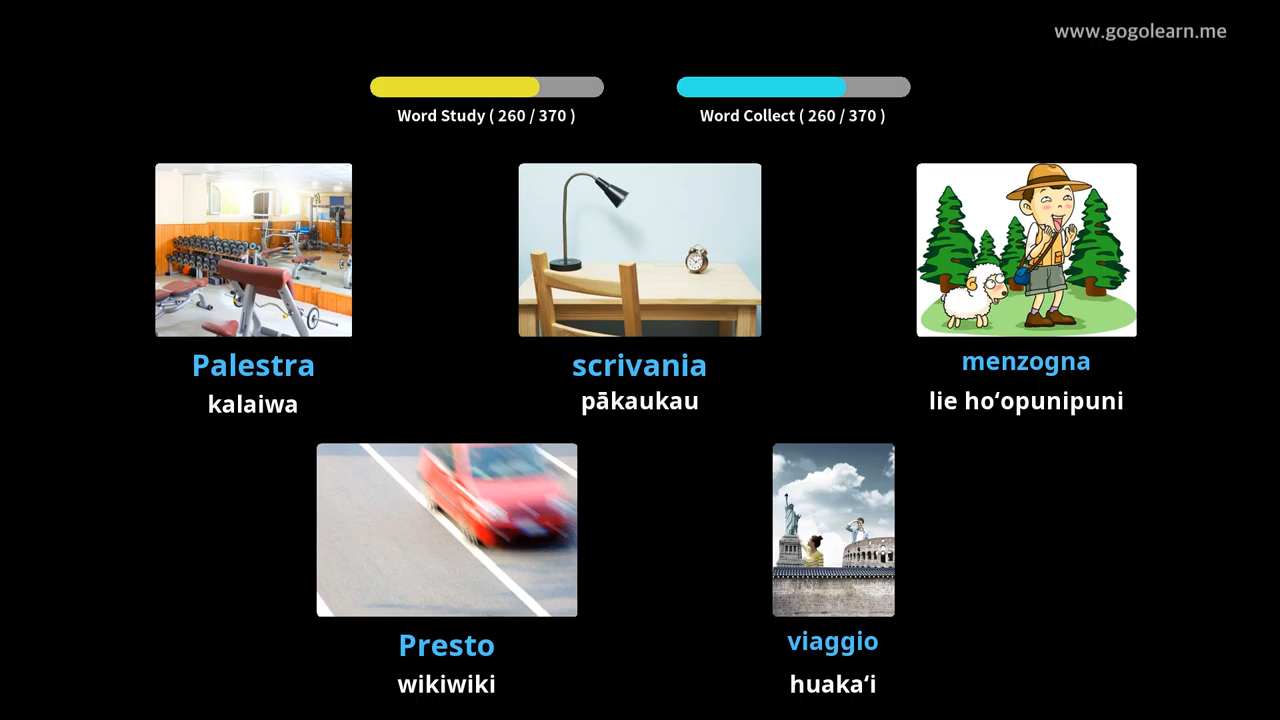 www.gogolearn.me
Word Study ( 260 / 370 )
Word Collect ( 260 / 370 )
Palestra
kalaiwa
scrivania
pākaukau
menzogna
lie hoʻopunipuni
Presto
wikiwiki
viaggio
huakaʻi